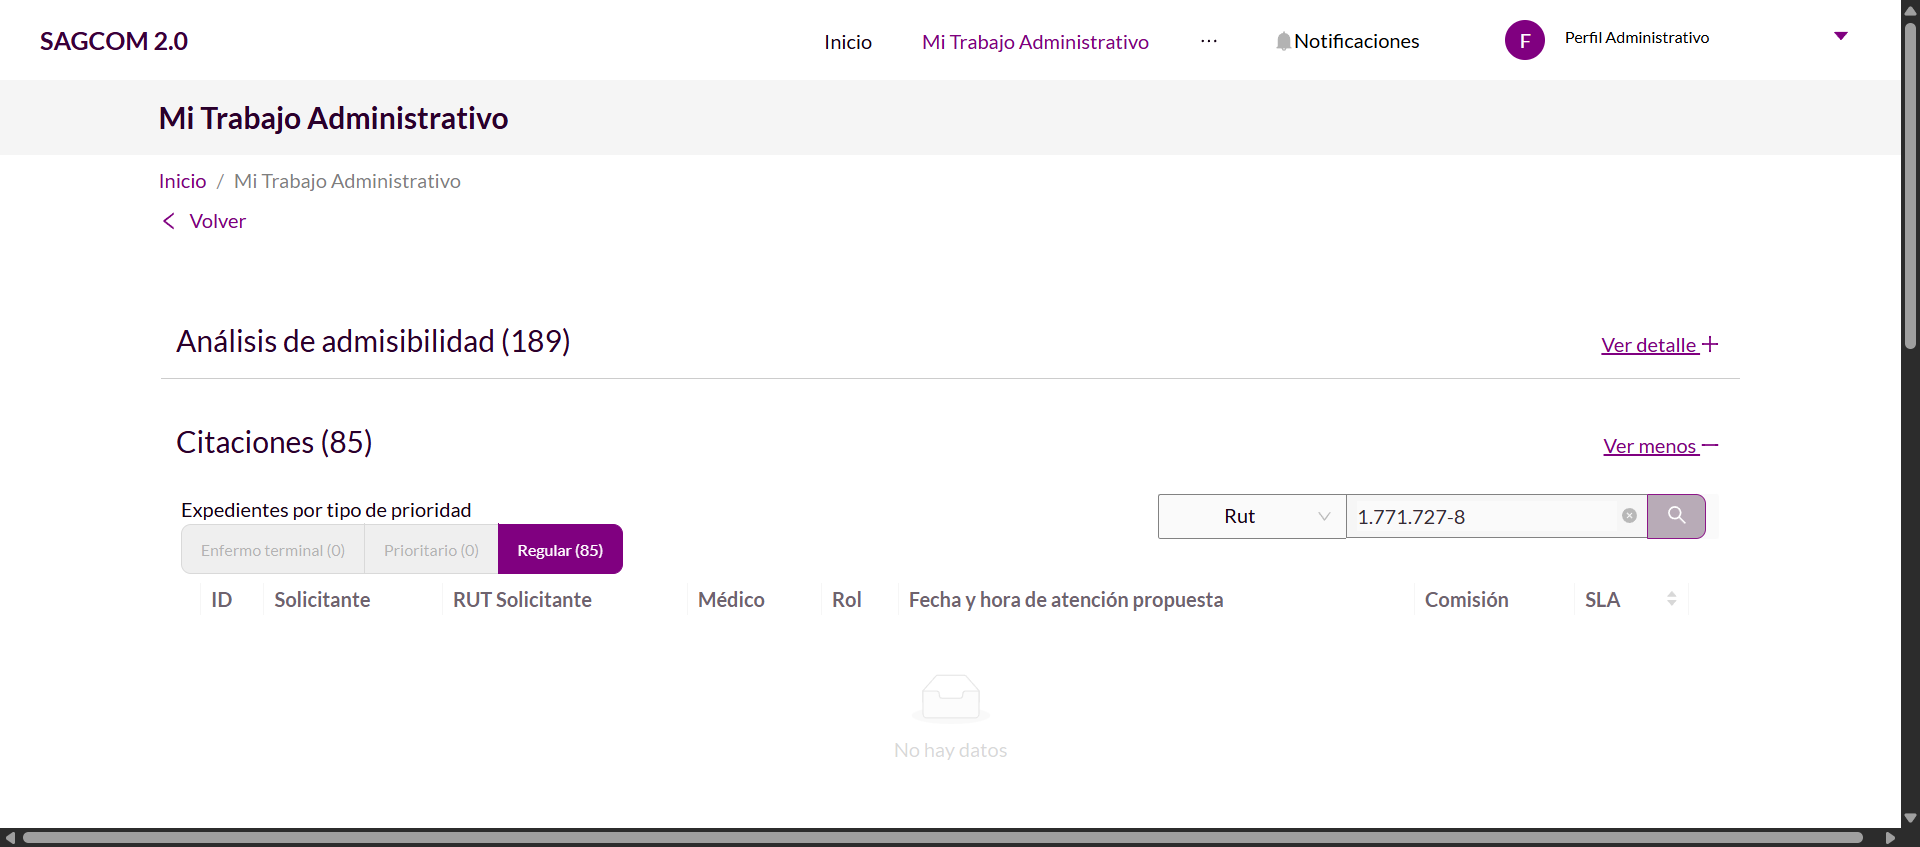 SAGCOM 2.0
Inicio
Mi Trabajo Administrativo
···
Notificaciones
F
Perfil Administrativo
Mi Trabajo Administrativo
Inicio / Mi Trabajo Administrativo
Volver
Análisis de admisibilidad (189)
Ver detalle
Citaciones (85)
Ver menos
Expedientes por tipo de prioridad
Rut
1.771.727-8
Enfermo terminal (0)
Prioritario (0)
Regular (85)
ID
Solicitante
RUT Solicitante
Médico
Rol
Fecha y hora de atención propuesta
Comisión
SLA
No hay datos